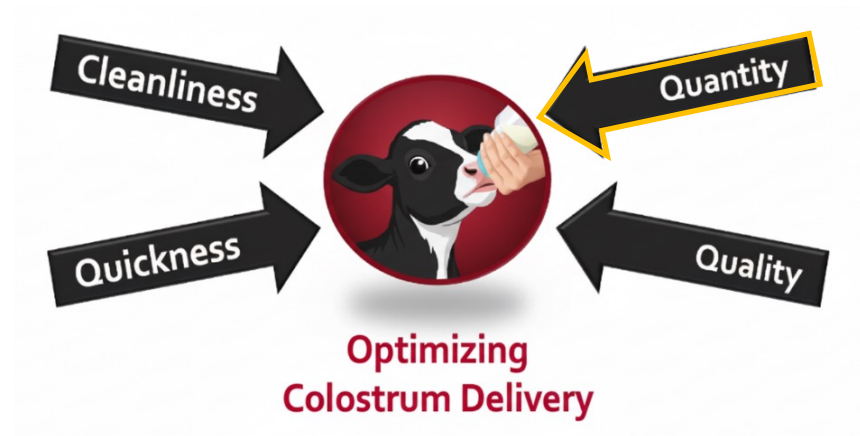 Cleanliness
Quantity
Quickness
Quality
Optimizing
Colostrum Delivery